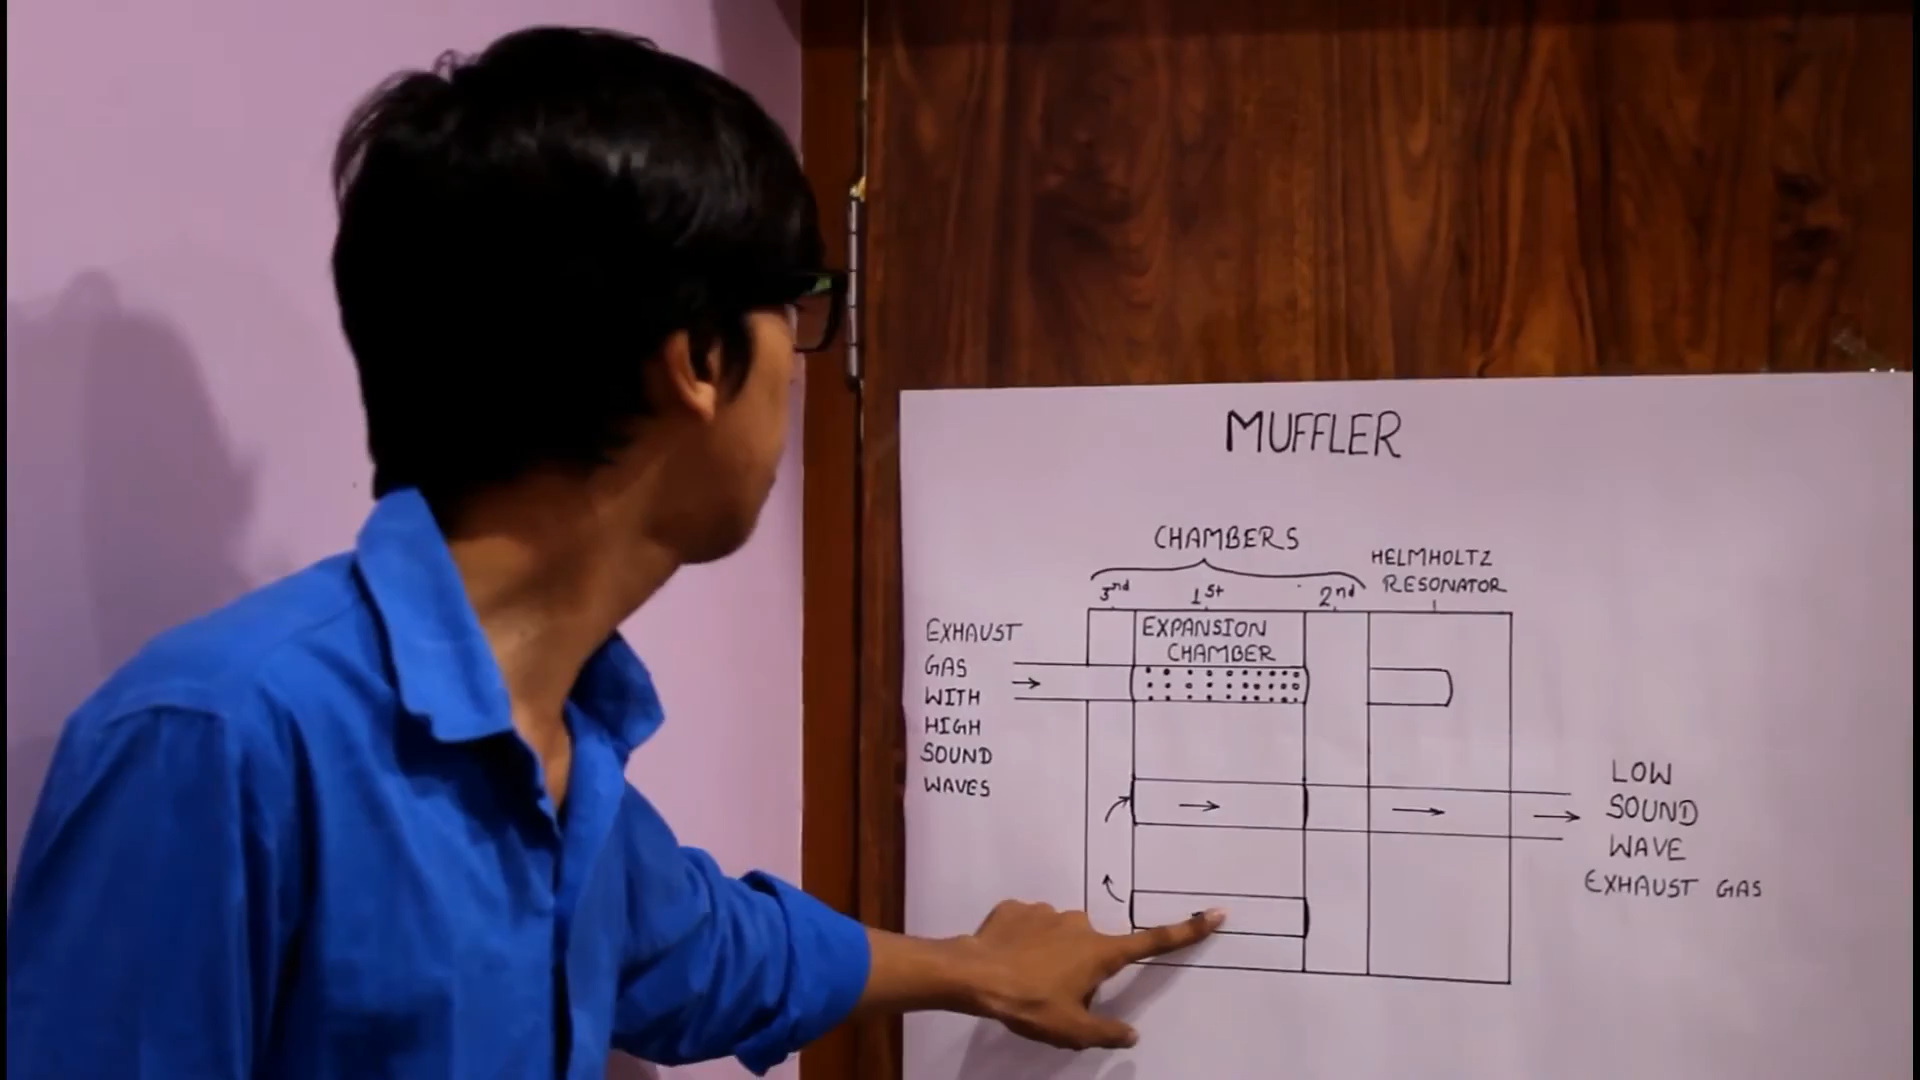 MUFFLER
CHAMBERS
HELMHOLTZ
RESONATOR
3nd 1st 2nd
EXPANSION
CHAMBER
EXHAUST
GAS
WITH
HIGH
SOUND
WAVES
LOW
SOUND
WAVE
EXHAUST GAS